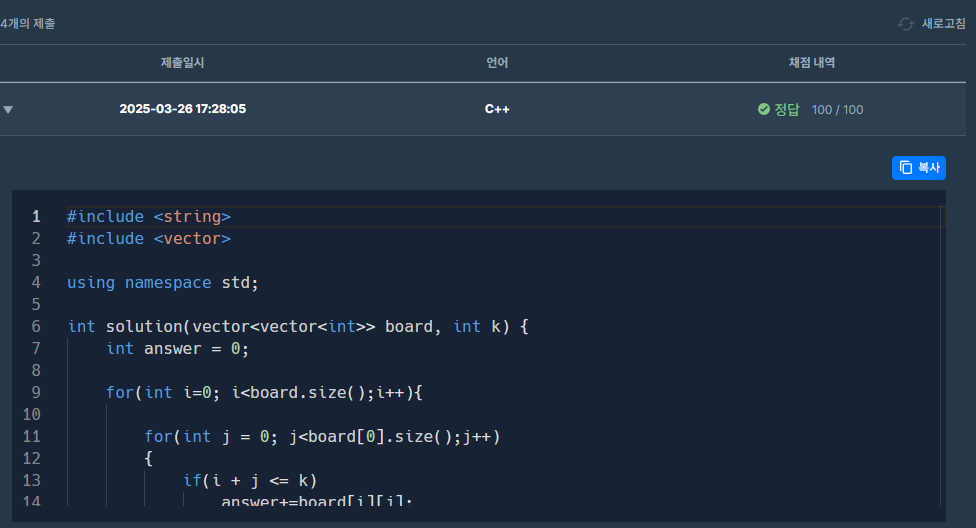 4개의 제출 새로고침
제출일시 언어 채점 내역
2025-03-26 17:28:05 C++ 정답 100 / 100
복사
1 #include <string>
2 #include <vector>
3
4 using namespace std;
5
6 int solution(vector<vector<int>> board, int k) {
7     int answer = 0;
8
9     for(int i=0; i<board.size();i++){
10
11         for(int j = 0; j<board[0].size();j++)
12         {
13             if(i + j <= k)
14                 answer+=board[i][j];